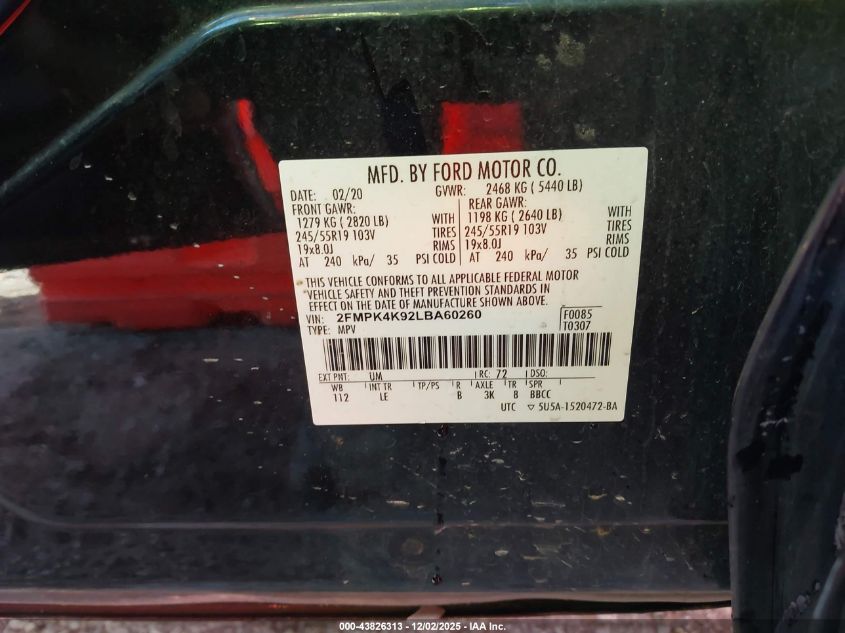 MFD. BY FORD MOTOR CO.
DATE: 02/20 GVWR: 2468 KG ( 5440 LB)
FRONT GAWR: REAR GAWR:
1279 KG ( 2820 LB) WITH 1198 KG ( 2640 LB) WITH
245/55R19 103V TIRES 245/55R19 103V TIRES
19x8.0J RIMS 19x8.0J RIMS
AT 240 kPa/ 35 PSI COLD AT 240 kPa/ 35 PSI COLD
THIS VEHICLE CONFORMS TO ALL APPLICABLE FEDERAL MOTOR
VEHICLE SAFETY AND THEFT PREVENTION STANDARDS IN
EFFECT ON THE DATE OF MANUFACTURE SHOWN ABOVE.
VIN: 2FMPK4K92LBA60260 F0085
TYPE: MPV T0307
EXT PNT: UM RC: 72 DSO:
WB INT TR TP/PS R AXLE TR SPR
112 LE B 3K B BBCC
UTC ▽ 5U5A-1520472-BA
000-43826313 - 12/02/2025 - IAA Inc.